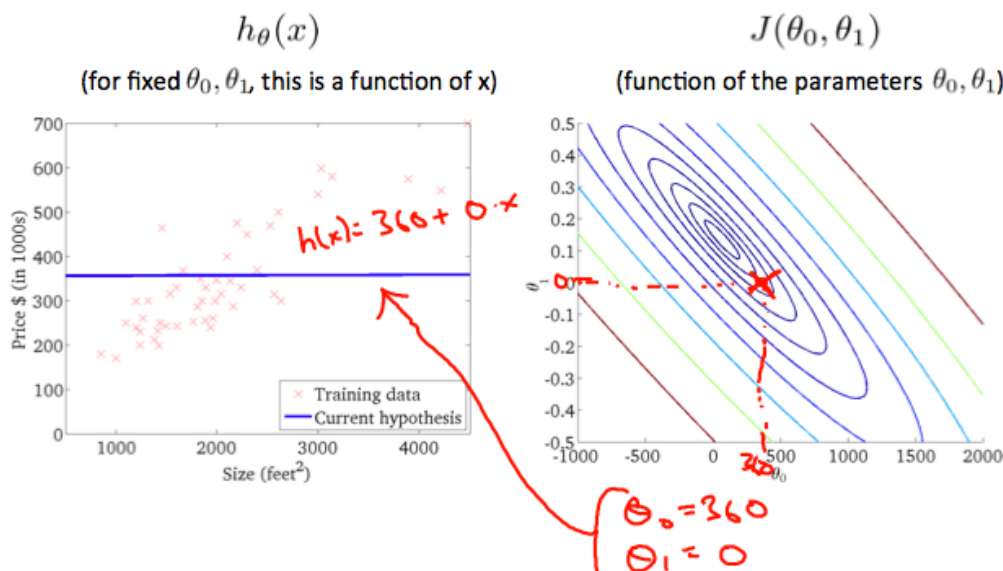 hθ(x)
(for fixed θ₀, θ₁, this is a function of x)
700
600
500
400
300
200
100
0
Price $ (in 1000s)
1000
2000
3000
4000
Size (feet²)
Training data
Current hypothesis
h(x) = 360 + 0·x
J(θ₀, θ₁)
(function of the parameters θ₀, θ₁)
0.5
0.4
0.3
0.2
0.1
0
-0.1
-0.2
-0.3
-0.4
-0.5
θ₁
0
-1000
-500
0
500
1000
1500
2000
360
θ₀
θ₀ = 360
θ₁ = 0